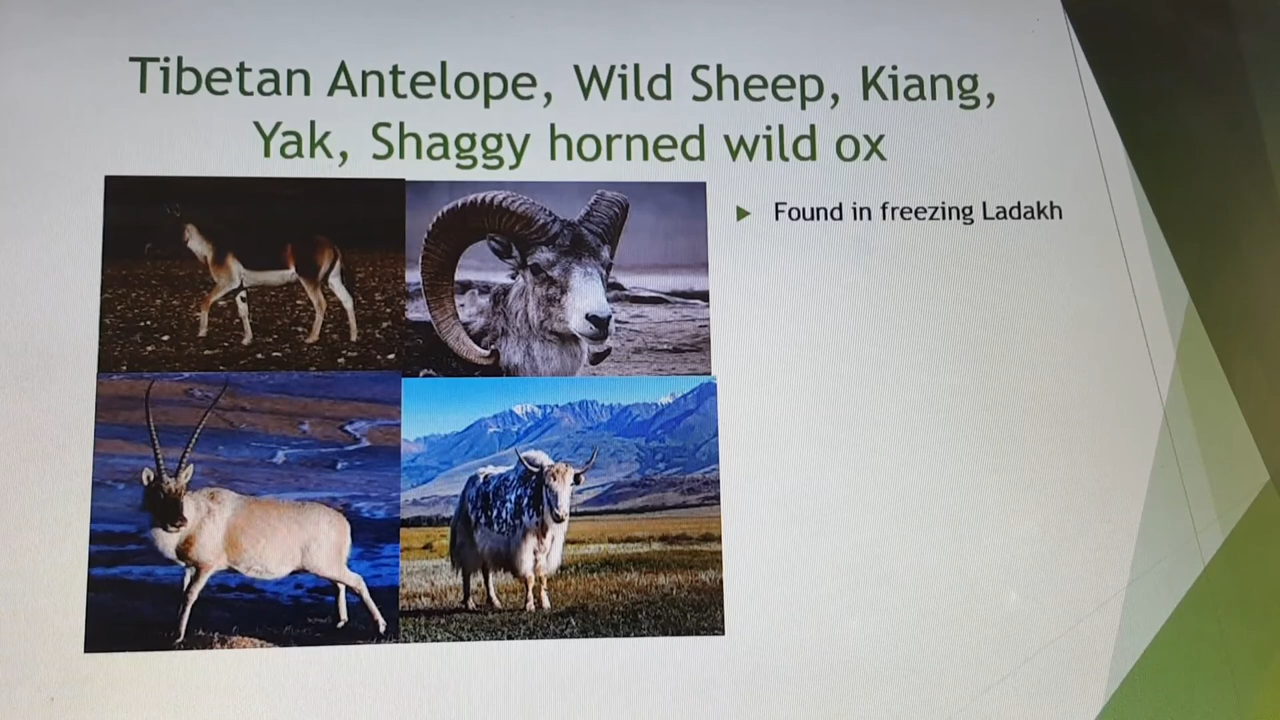 Tibetan Antelope, Wild Sheep, Kiang,
Yak, Shaggy horned wild ox
Found in freezing Ladakh